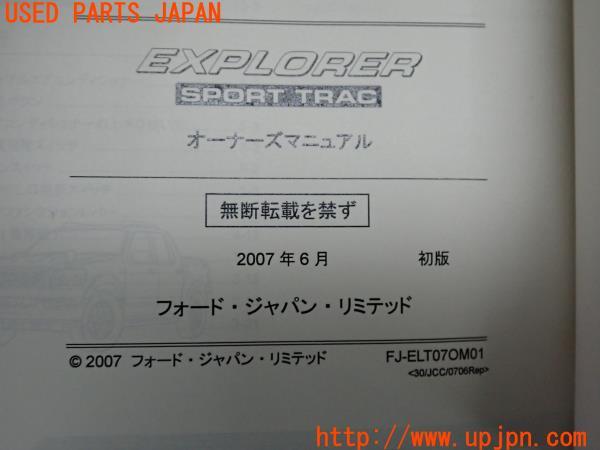 USED PARTS JAPAN
EXPLORER
SPORT TRAC
オーナーズマニュアル
無断転載を禁ず
2007 年 6 月 初版
フォード・ジャパン・リミテッド
© 2007 フォード・ジャパン・リミテッド FJ-ELT07OM01
<30/JCC/0706Rep>
USED PARTS JAPAN
http://www.upjpn.com/